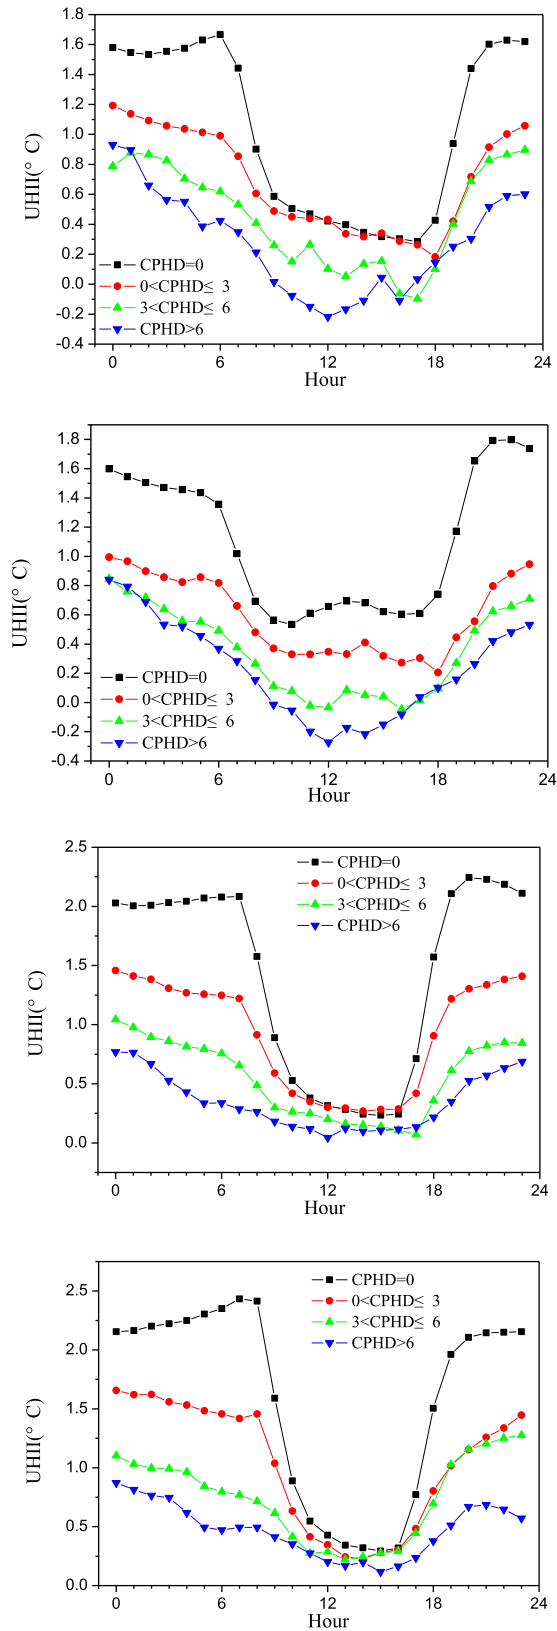 1.8
1.6
1.4
1.2
1.0
0.8
0.6
0.4
0.2
0.0
-0.2
-0.4
UHII(° C)
CPHD=0
0<CPHD≤ 3
3<CPHD≤ 6
CPHD>6
0 6 12 18 24
Hour
1.8
1.6
1.4
1.2
1.0
0.8
0.6
0.4
0.2
0.0
-0.2
-0.4
UHII(° C)
CPHD=0
0<CPHD≤ 3
3<CPHD≤ 6
CPHD>6
0 6 12 18 24
Hour
2.5
2.0
1.5
1.0
0.5
0.0
UHII(° C)
CPHD=0
0<CPHD≤ 3
3<CPHD≤ 6
CPHD>6
0 6 12 18 24
Hour
2.5
2.0
1.5
1.0
0.5
0.0
UHII(° C)
CPHD=0
0<CPHD≤ 3
3<CPHD≤ 6
CPHD>6
0 6 12 18 24
Hour